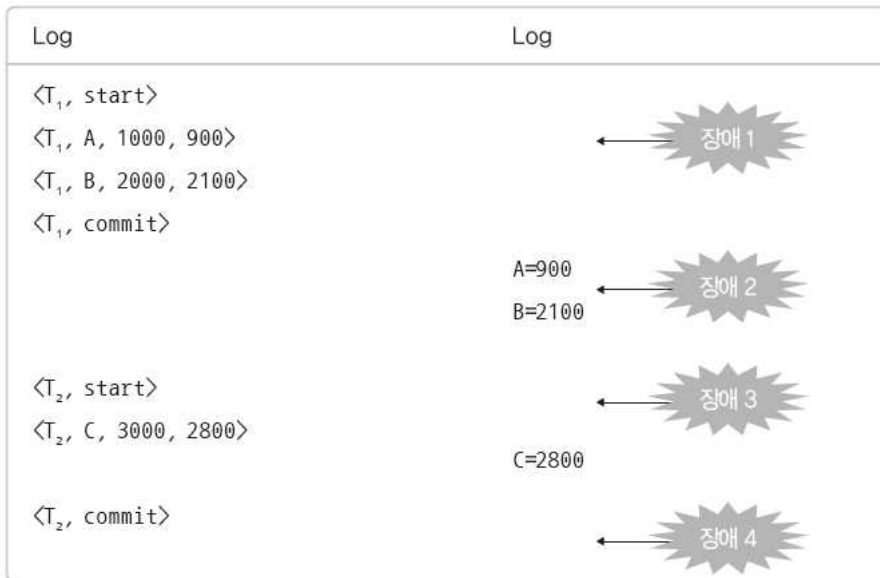 Log Log
<T₁, start>
<T₁, A, 1000, 900> 장애 1
<T₁, B, 2000, 2100>
<T₁, commit>
A=900
장애 2
B=2100
<T₂, start> 장애 3
<T₂, C, 3000, 2800>
C=2800
<T₂, commit>
장애 4